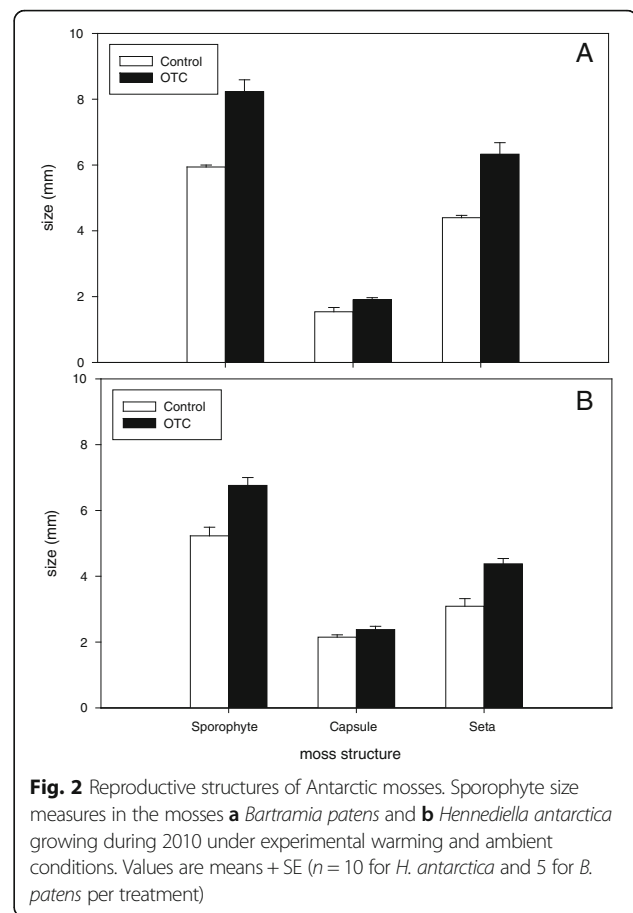 10
8
6
4
2
0
size (mm)
Control
OTC
A
10
8
6
4
2
0
size (mm)
Control
OTC
B
Sporophyte Capsule Seta
moss structure
Fig. 2 Reproductive structures of Antarctic mosses. Sporophyte size
measures in the mosses a Bartramia patens and b Hennediella antarctica
growing during 2010 under experimental warming and ambient
conditions. Values are means + SE (n = 10 for H. antarctica and 5 for B.
patens per treatment)